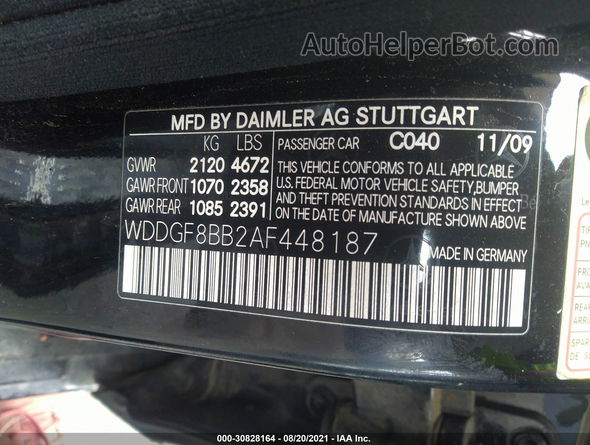 AutoHelperBot.com
MFD BY DAIMLER AG STUTTGART
KG LBS PASSENGER CAR C040 11/09
GVWR 2120 4672 THIS VEHICLE CONFORMS TO ALL APPLICABLE
GAWR FRONT 1070 2358 U.S. FEDERAL MOTOR VEHICLE SAFETY, BUMPER
GAWR REAR 1085 2391 AND THEFT PREVENTION STANDARDS IN EFFECT
ON THE DATE OF MANUFACTURE SHOWN ABOVE
WDDGF8BB2AF448187
MADE IN GERMANY
000-30828164 - 08/20/2021 - IAA Inc.